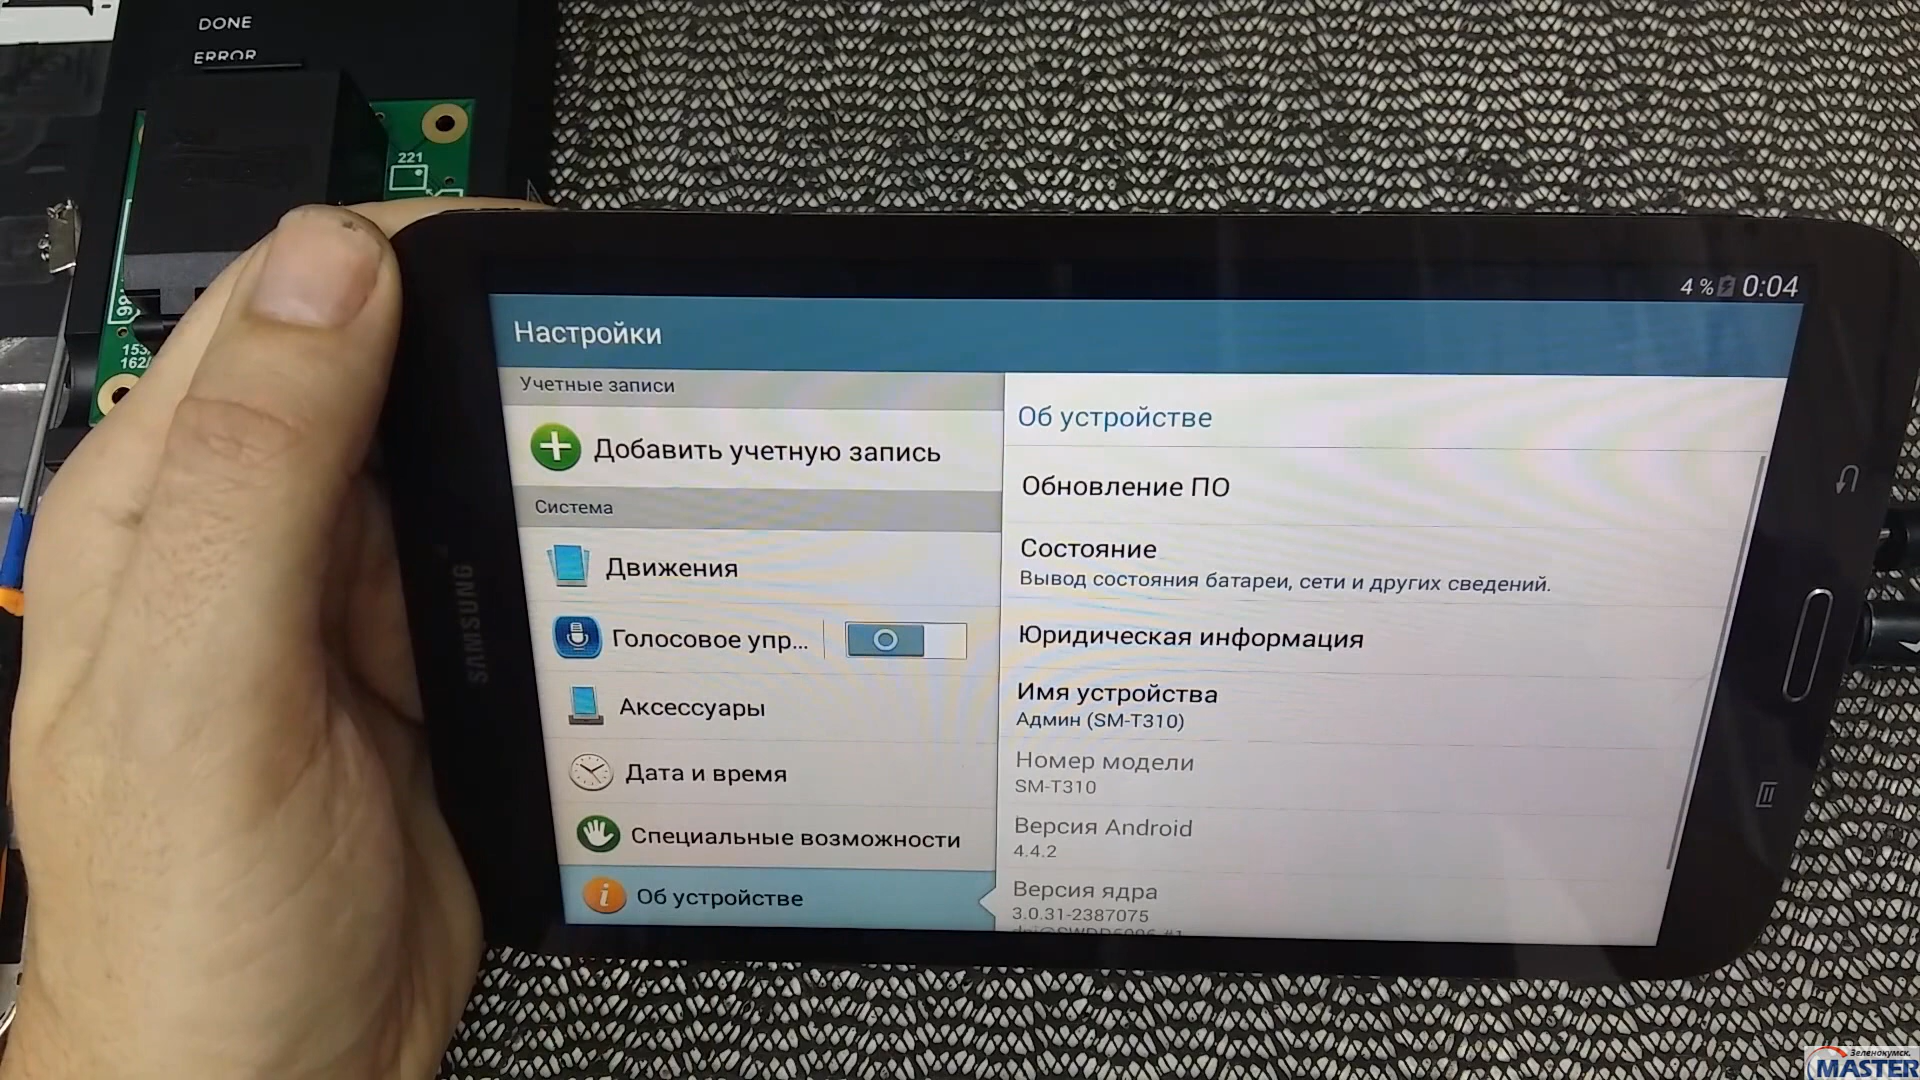 DONE
ERROR
221
153
162/
SAMSUNG
4 % 0:04
Настройки
Учетные записи
Добавить учетную запись
Система
Движения
Голосовое упр...
Аксессуары
Дата и время
Специальные возможности
Об устройстве
Об устройстве
Обновление ПО
Состояние
Вывод состояния батареи, сети и других сведений.
Юридическая информация
Имя устройства
Админ (SM-T310)
Номер модели
SM-T310
Версия Android
4.4.2
Версия ядра
3.0.31-2387075
Зеленокумск.
MASTER